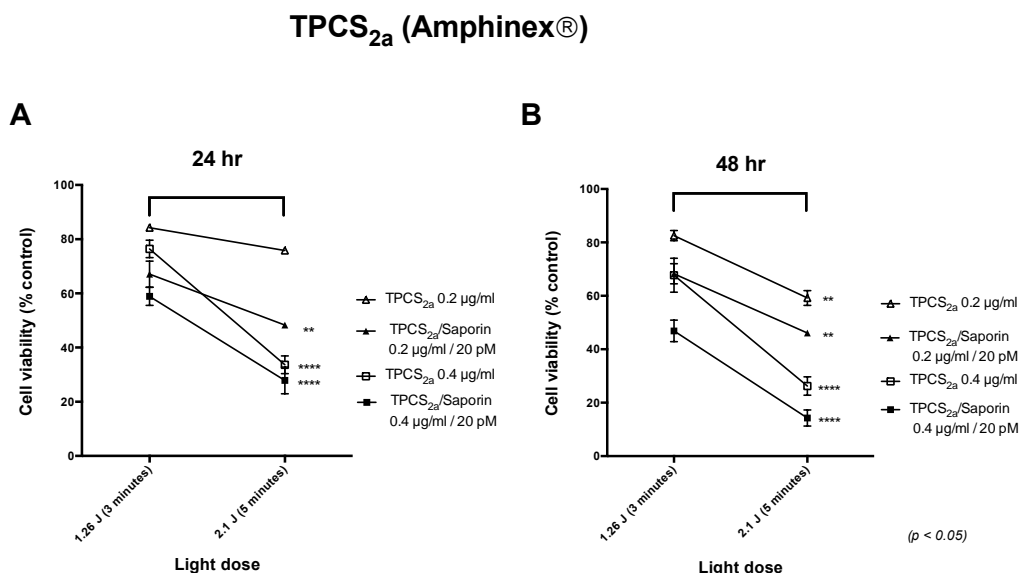 TPCS2a (Amphinex®)
A
24 hr
Cell viability (% control)
100
80
60
40
20
0
1.26 J (3 minutes)
2.1 J (5 minutes)
Light dose
**
****
****
TPCS2a 0.2 µg/ml
TPCS2a/Saporin
0.2 µg/ml / 20 pM
TPCS2a 0.4 µg/ml
TPCS2a/Saporin
0.4 µg/ml / 20 pM
B
48 hr
Cell viability (% control)
100
80
60
40
20
0
1.26 J (3 minutes)
2.1 J (5 minutes)
Light dose
**
**
****
****
TPCS2a 0.2 µg/ml
TPCS2a/Saporin
0.2 µg/ml / 20 pM
TPCS2a 0.4 µg/ml
TPCS2a/Saporin
0.4 µg/ml / 20 pM
(p < 0.05)